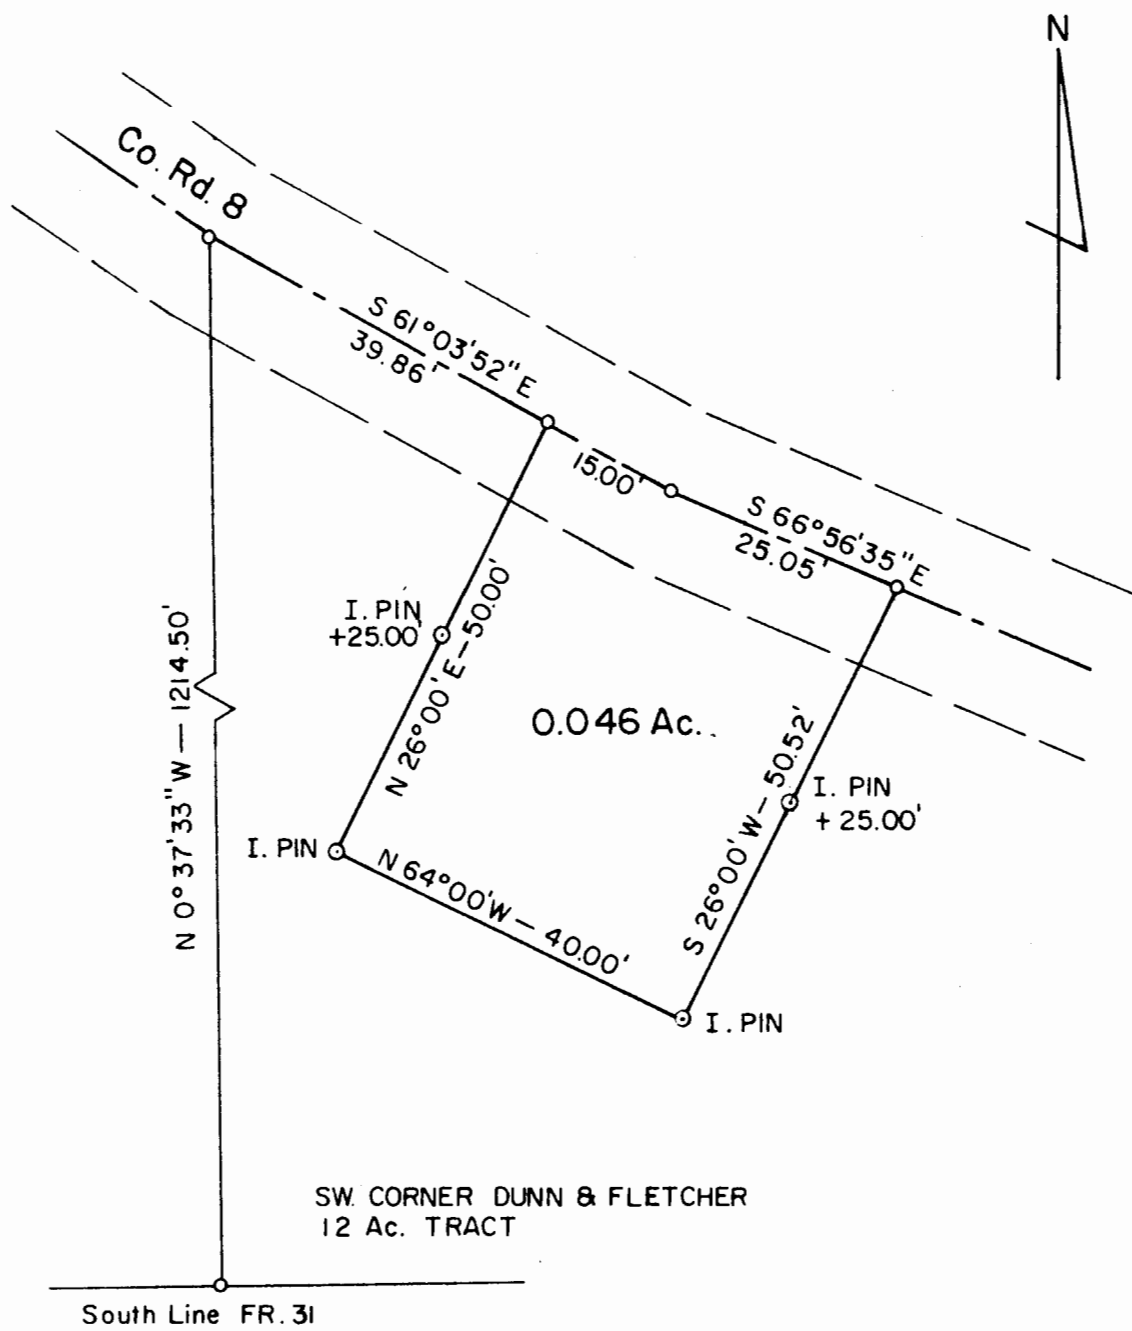 N
Co. Rd. 8
S 61°03'52" E
39.86'
15.00'
S 66°56'35" E
25.05'
I. PIN
+25.00'
N 26°00' E — 50.00'
N 0°37'33" W — 1214.50'
0.046 Ac.
I. PIN
+ 25.00'
S 26°00' W — 50.52'
I. PIN
N 64°00' W — 40.00'
I. PIN
SW. CORNER DUNN & FLETCHER
12 Ac. TRACT
South Line FR. 31